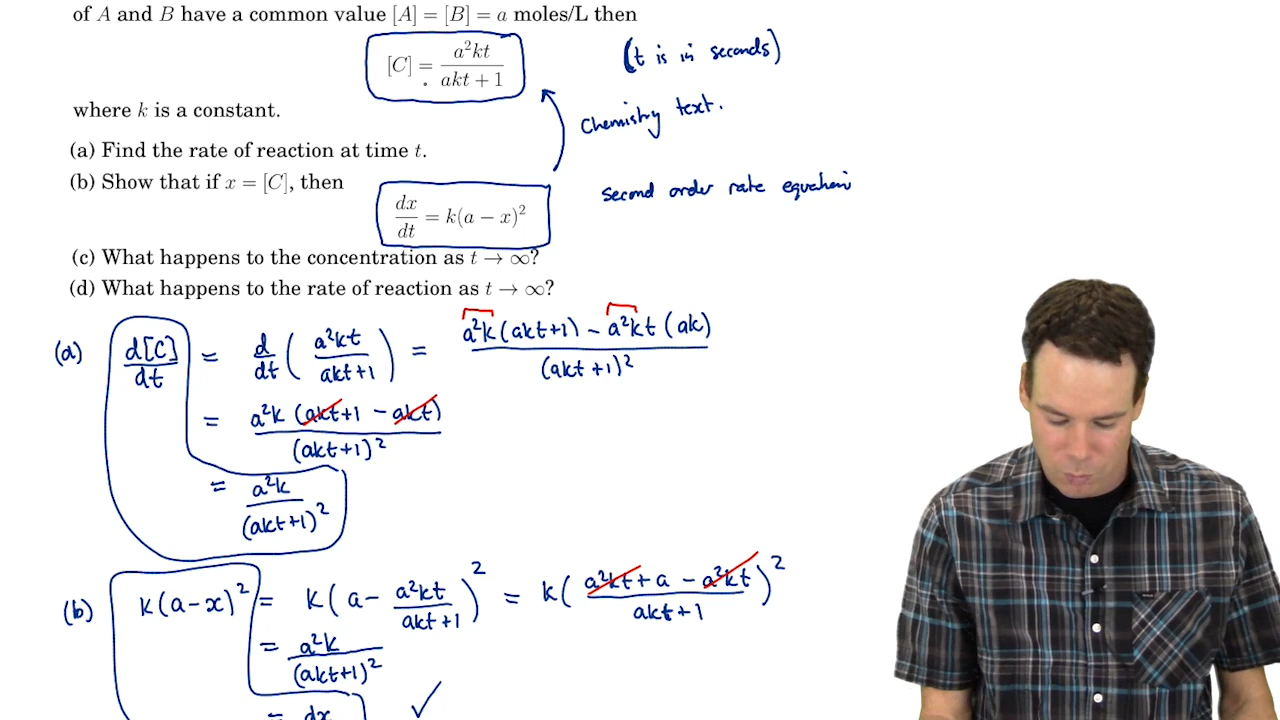 of A and B have a common value [A] = [B] = a moles/L then
[C] = a²kt / (akt + 1)
(t is in seconds)
where k is a constant.
Chemistry text.
(a) Find the rate of reaction at time t.
(b) Show that if x = [C], then
dx/dt = k(a − x)²
second order rate equation
(c) What happens to the concentration as t → ∞?
(d) What happens to the rate of reaction as t → ∞?
(a) d[C]/dt = d/dt ( a²kt / akt+1 ) = a²k(akt+1) − a²kt(ak) / (akt+1)²
= a²k (akt+1 − akt) / (akt+1)²
= a²k / (akt+1)²
(b) k(a−x)² = k( a − a²kt / akt+1 )² = k( a²kt + a − a²kt / akt+1 )²
= a²k / (akt+1)²
= dx ✓